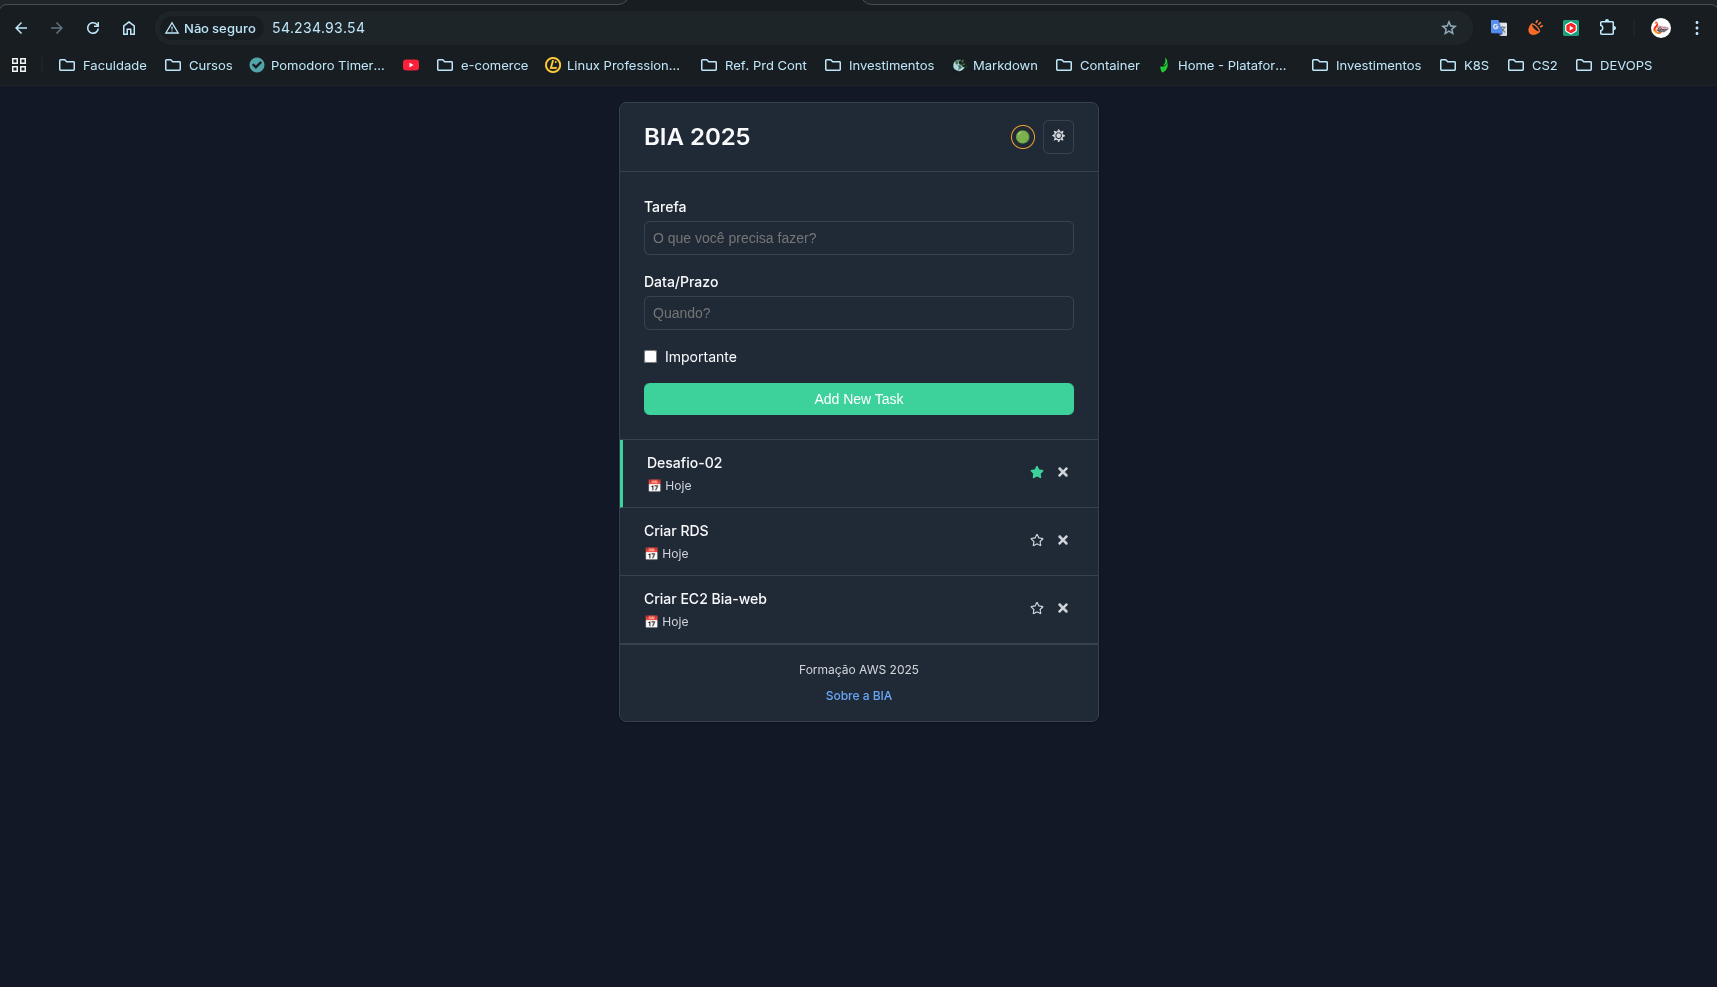 Não seguro 54.234.93.54
Faculdade Cursos Pomodoro Timer... e-comerce Linux Profession... Ref. Prd Cont Investimentos Markdown Container Home - Platafor... Investimentos K8S CS2 DEVOPS
BIA 2025
Tarefa
O que você precisa fazer?
Data/Prazo
Quando?
Importante
Add New Task
Desafio-02
Hoje
Criar RDS
Hoje
Criar EC2 Bia-web
Hoje
Formação AWS 2025
Sobre a BIA